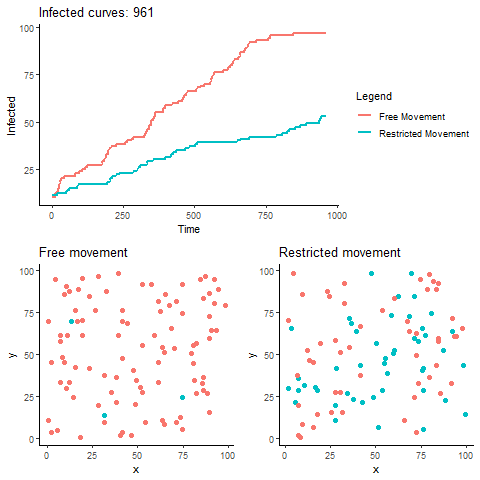 Infected curves: 961
100
75
50
25
Infected
0
250
500
750
1000
Time
Legend
Free Movement
Restricted Movement
Free movement
100
75
50
25
0
y
0
25
50
75
100
x
Restricted movement
100
75
50
25
0
y
0
25
50
75
100
x